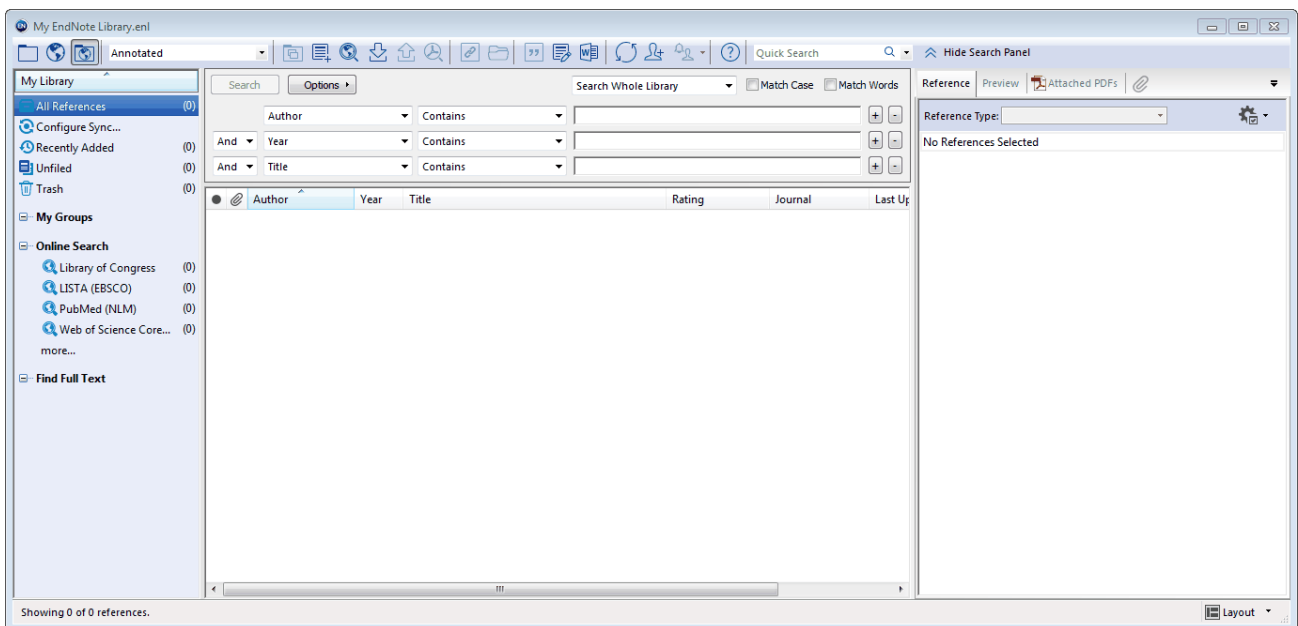 My EndNote Library.enl
Annotated
Quick Search
Hide Search Panel
My Library
All References (0)
Configure Sync...
Recently Added (0)
Unfiled (0)
Trash (0)
My Groups
Online Search
Library of Congress (0)
LISTA (EBSCO) (0)
PubMed (NLM) (0)
Web of Science Core... (0)
more...
Find Full Text
Search Options Search Whole Library Match Case Match Words
Author Contains + -
And Year Contains + -
And Title Contains + -
Author Year Title Rating Journal Last Up
Reference Preview Attached PDFs
Reference Type:
No References Selected
Showing 0 of 0 references.
Layout